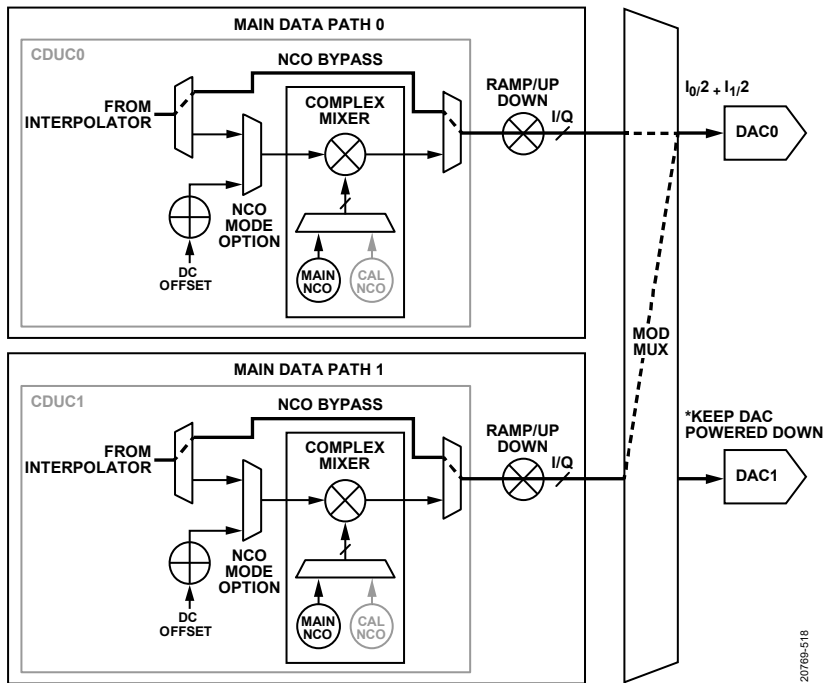 MAIN DATA PATH 0
CDUC0
NCO BYPASS
FROM
INTERPOLATOR
COMPLEX
MIXER
NCO
MODE
OPTION
DC
OFFSET
MAIN
NCO
CAL
NCO
RAMP/UP
DOWN
I/Q
I0/2 + I1/2
DAC0
MOD
MUX
MAIN DATA PATH 1
CDUC1
NCO BYPASS
FROM
INTERPOLATOR
COMPLEX
MIXER
NCO
MODE
OPTION
DC
OFFSET
MAIN
NCO
CAL
NCO
RAMP/UP
DOWN
I/Q
*KEEP DAC
POWERED DOWN
DAC1
20769-518